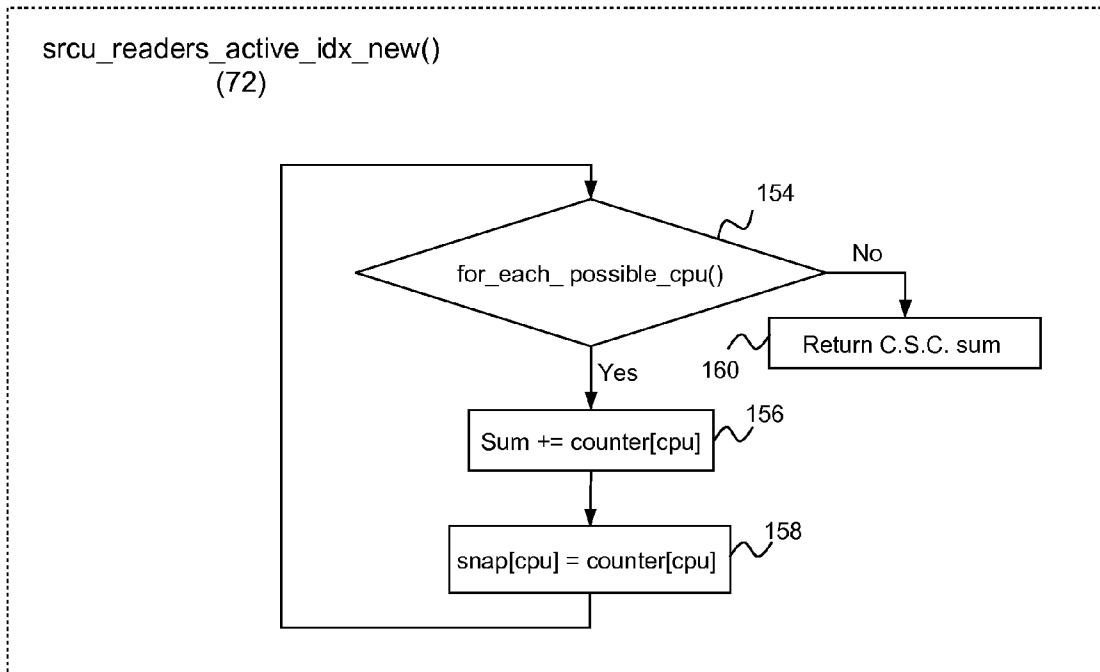 srcu_readers_active_idx_new()
(72)
154
for_each_ possible_cpu()
No
Return C.S.C. sum
160
Yes
156
Sum += counter[cpu]
158
snap[cpu] = counter[cpu]